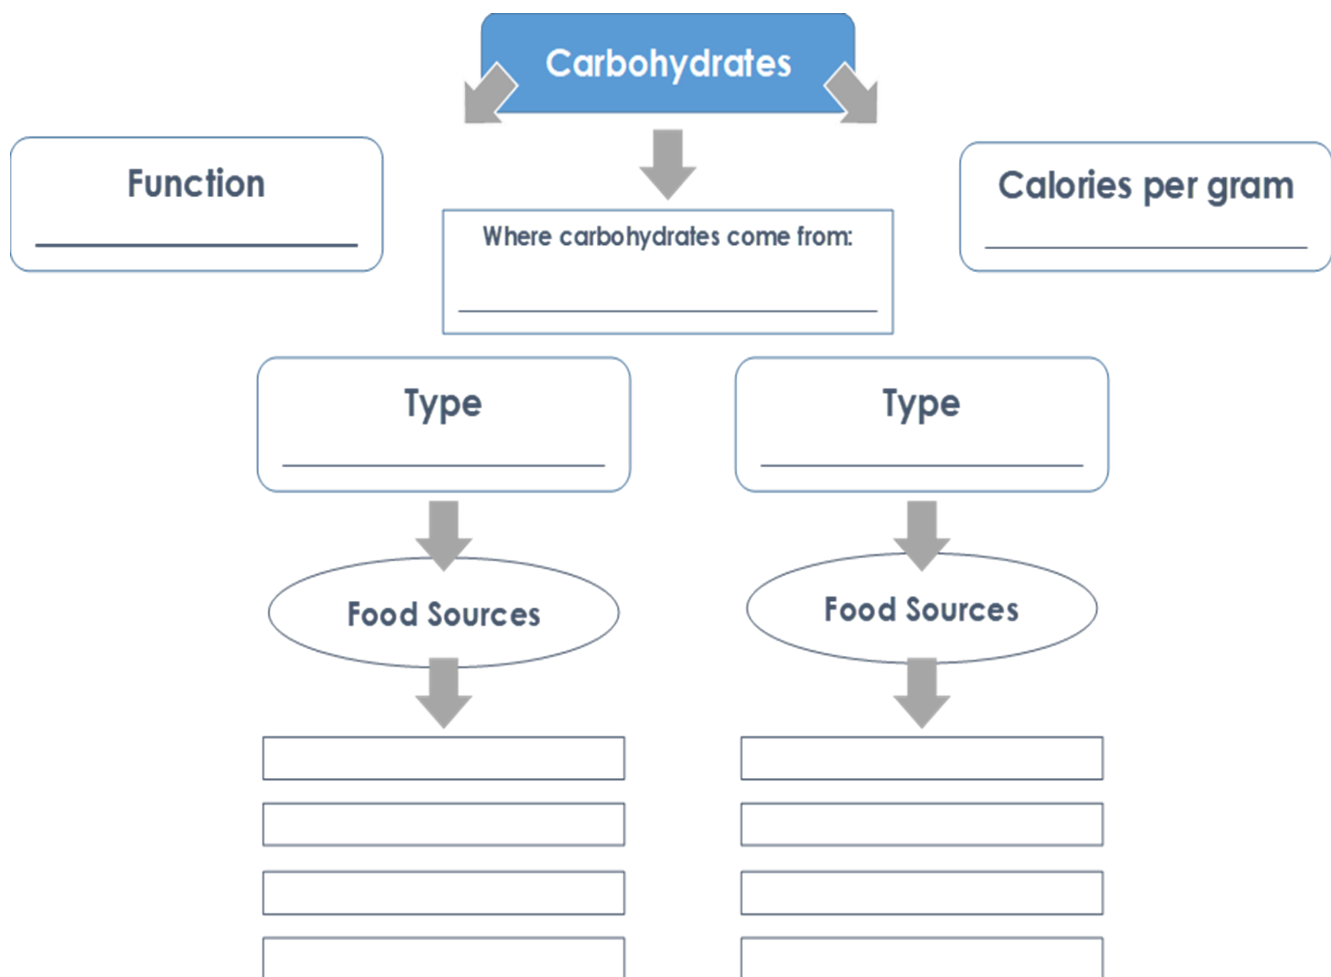 Carbohydrates
Function
Calories per gram
Where carbohydrates come from:
Type
Type
Food Sources
Food Sources